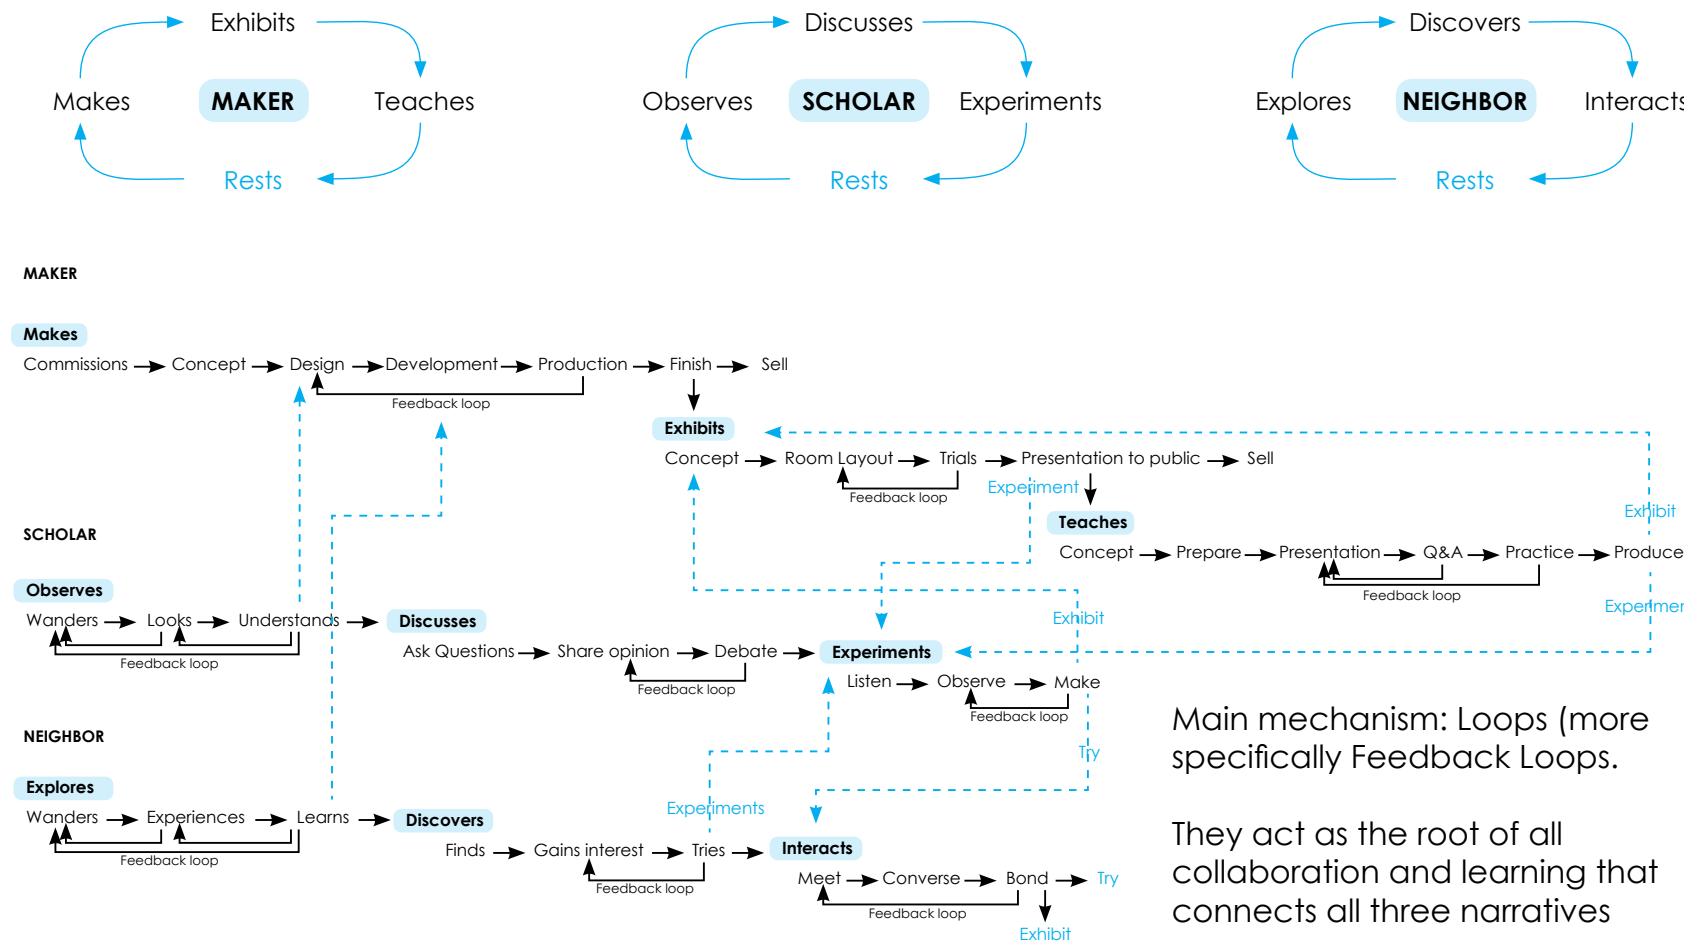 Exhibits
Discusses
Discovers
Makes MAKER Teaches
Observes SCHOLAR Experiments
Explores NEIGHBOR Interacts
Rests
Rests
Rests
MAKER
Makes
Commissions Concept Design Development Production Finish Sell
Feedback loop
Exhibits
Concept Room Layout Trials Presentation to public Sell
Feedback loop
Experiment
Exhibit
Teaches
Concept Prepare Presentation Q&A Practice Produce
Feedback loop
Experimen
SCHOLAR
Observes
Wanders Looks Understands
Feedback loop
Discusses
Ask Questions Share opinion Debate
Feedback loop
Exhibit
Experiments
Listen Observe Make
Feedback loop
Try
NEIGHBOR
Explores
Wanders Experiences Learns
Feedback loop
Discovers
Finds Gains interest Tries
Feedback loop
Experiments
Interacts
Meet Converse Bond Try
Feedback loop
Exhibit
Main mechanism: Loops (more
specifically Feedback Loops.
They act as the root of all
collaboration and learning that
connects all three narratives